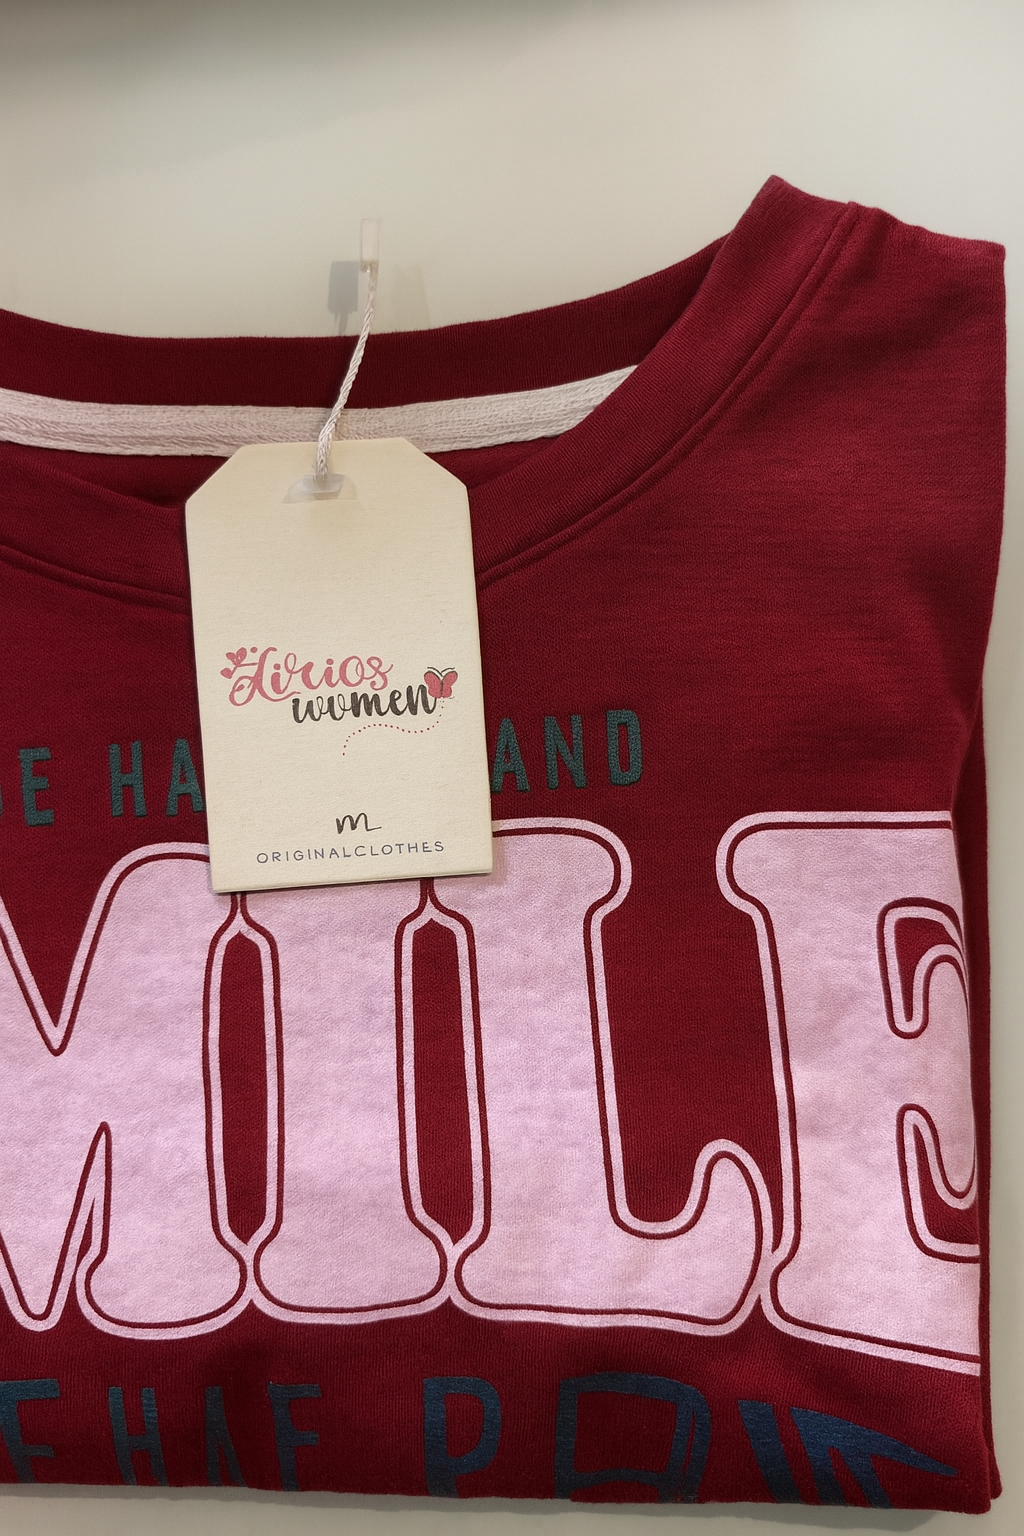 Lirios
women
m
ORIGINALCLOTHES
E HA AND
MILE